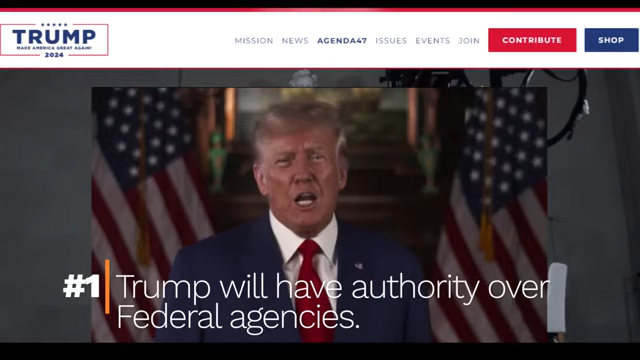 TRUMP
MAKE AMERICA GREAT AGAIN!
2024
MISSION NEWS AGENDA47 ISSUES EVENTS JOIN CONTRIBUTE SHOP
#1 Trump will have authority over
Federal agencies.